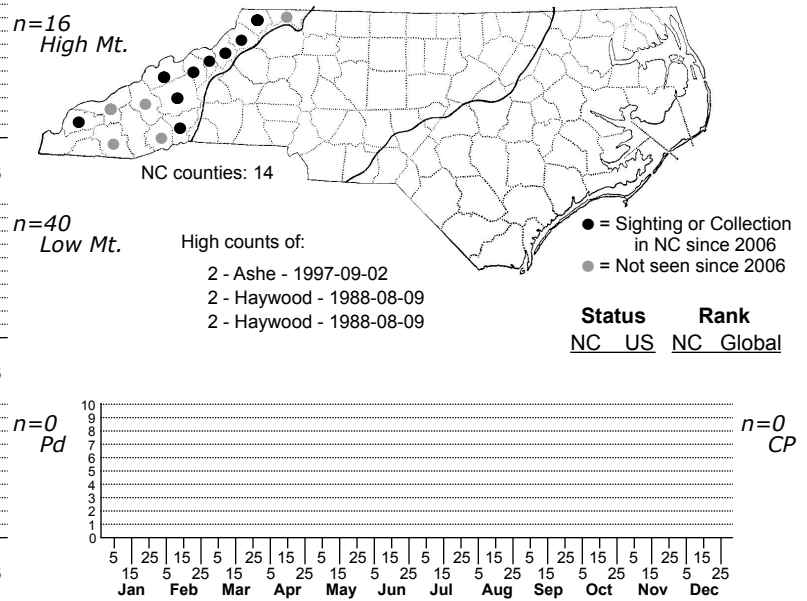 n=16
High Mt.
NC counties: 14
n=40
Low Mt.
High counts of:
2 - Ashe - 1997-09-02
2 - Haywood - 1988-08-09
2 - Haywood - 1988-08-09
= Sighting or Collection
in NC since 2006
= Not seen since 2006
Status Rank
NC US NC Global
n=0
Pd
n=0
CP
10
9
8
7
6
5
4
3
2
1
0
5 25 15 5 25 15 5 25 15 5 25 15 5 25 15 5 25 15
15 5 25 15 5 25 15 5 25 15 5 25 15 5 25 15 5 25
Jan Feb Mar Apr May Jun Jul Aug Sep Oct Nov Dec